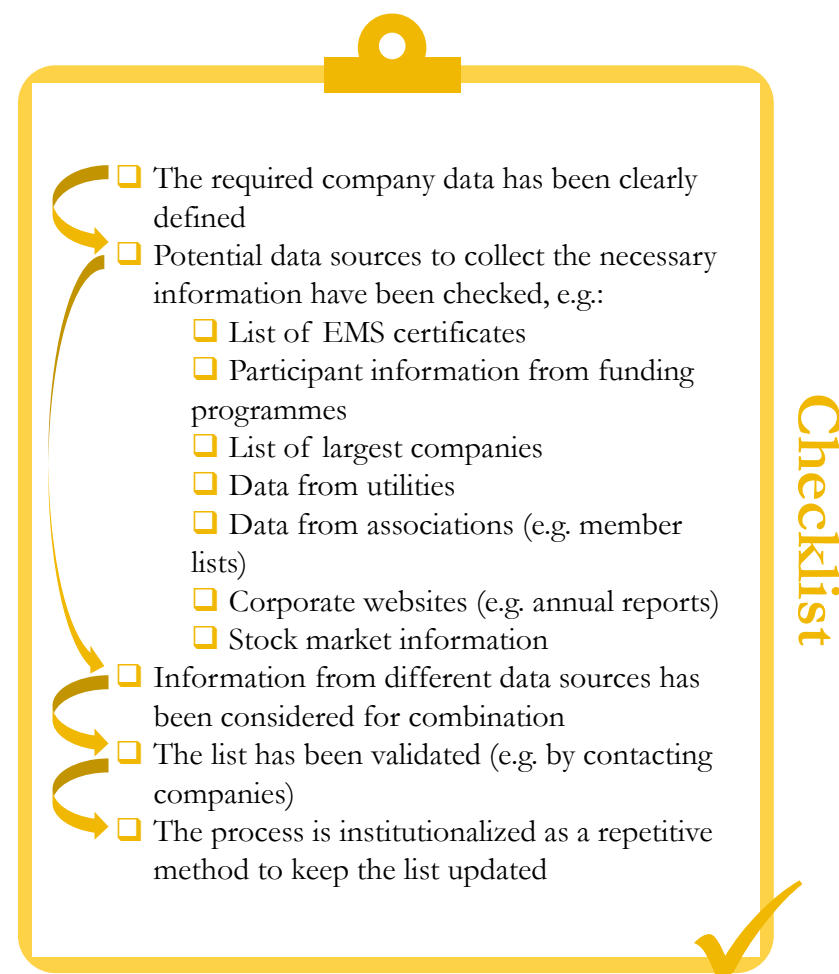 ❑ The required company data has been clearly
defined
❑ Potential data sources to collect the necessary
information have been checked, e.g.:
❑ List of EMS certificates
❑ Participant information from funding
programmes
❑ List of largest companies
❑ Data from utilities
❑ Data from associations (e.g. member
lists)
❑ Corporate websites (e.g. annual reports)
❑ Stock market information
❑ Information from different data sources has
been considered for combination
❑ The list has been validated (e.g. by contacting
companies)
❑ The process is institutionalized as a repetitive
method to keep the list updated
Checklist